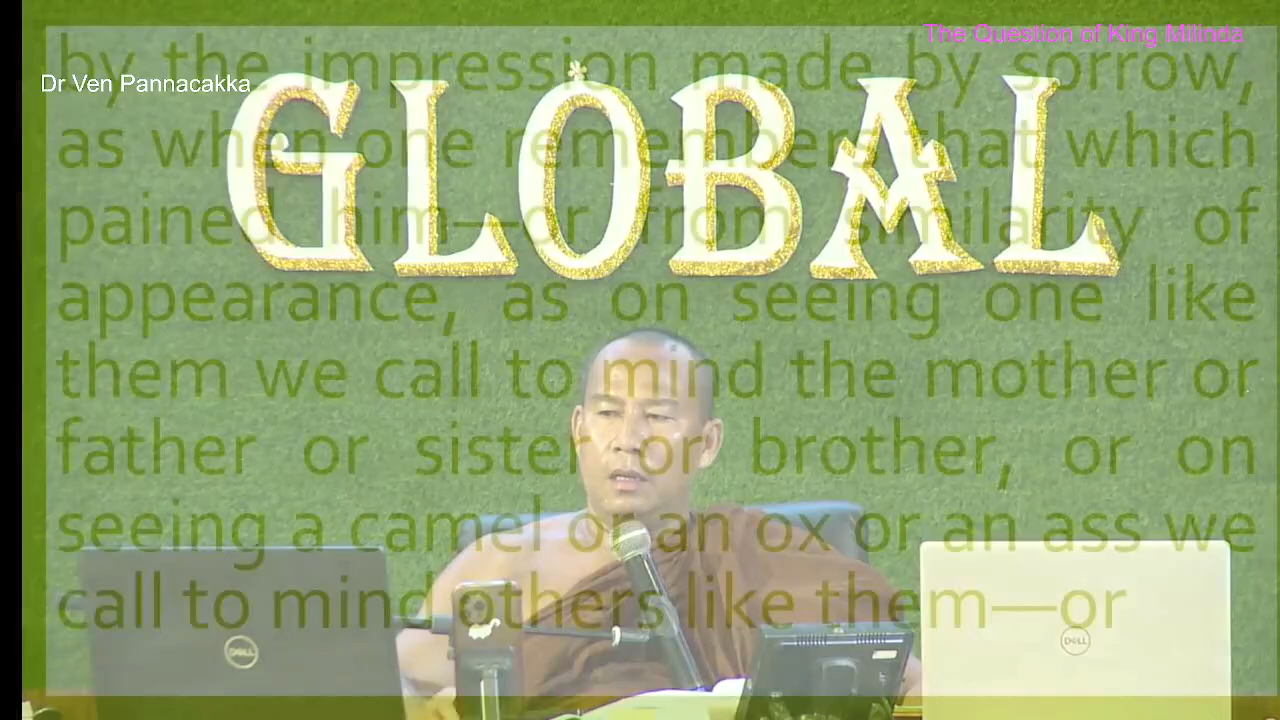 The Question of King Milinda
by the impression made by sorrow,
Dr Ven Pannacakka
GLOBAL
as when one remembers that which
pained him—or from similarity of
appearance, as on seeing one like
them we call to mind the mother or
father or sister or brother, or on
seeing a camel or an ox or an ass we
call to mind others like them—or
DELL
DELL